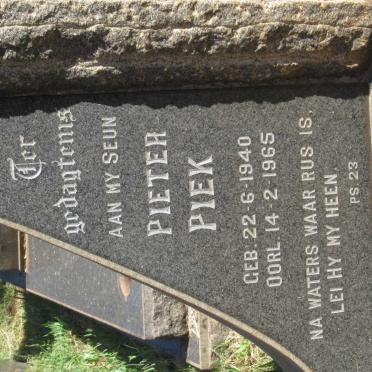 Ter
gedagtenis
AAN MY SEUN
PIETER
PIEK
GEB. 22-6-1940
OORL. 14-2-1965
NA WATERS WAAR RUS IS,
LEI HY MY HEEN.
PS. 23